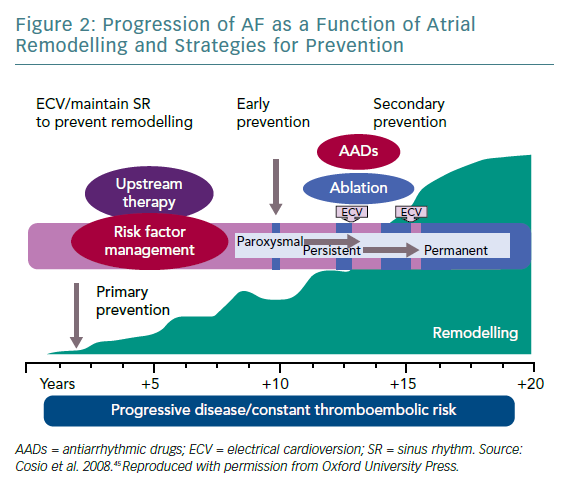 Figure 2: Progression of AF as a Function of Atrial
Remodelling and Strategies for Prevention
ECV/maintain SR
to prevent remodelling
Early
prevention
Secondary
prevention
AADs
Upstream
therapy
Ablation
ECV
ECV
Risk factor
management
Paroxysmal
Persistent
Permanent
Primary
prevention
Remodelling
Years
+5
+10
+15
+20
Progressive disease/constant thromboembolic risk
AADs = antiarrhythmic drugs; ECV = electrical cardioversion; SR = sinus rhythm. Source:
Cosio et al. 2008.⁴⁵ Reproduced with permission from Oxford University Press.